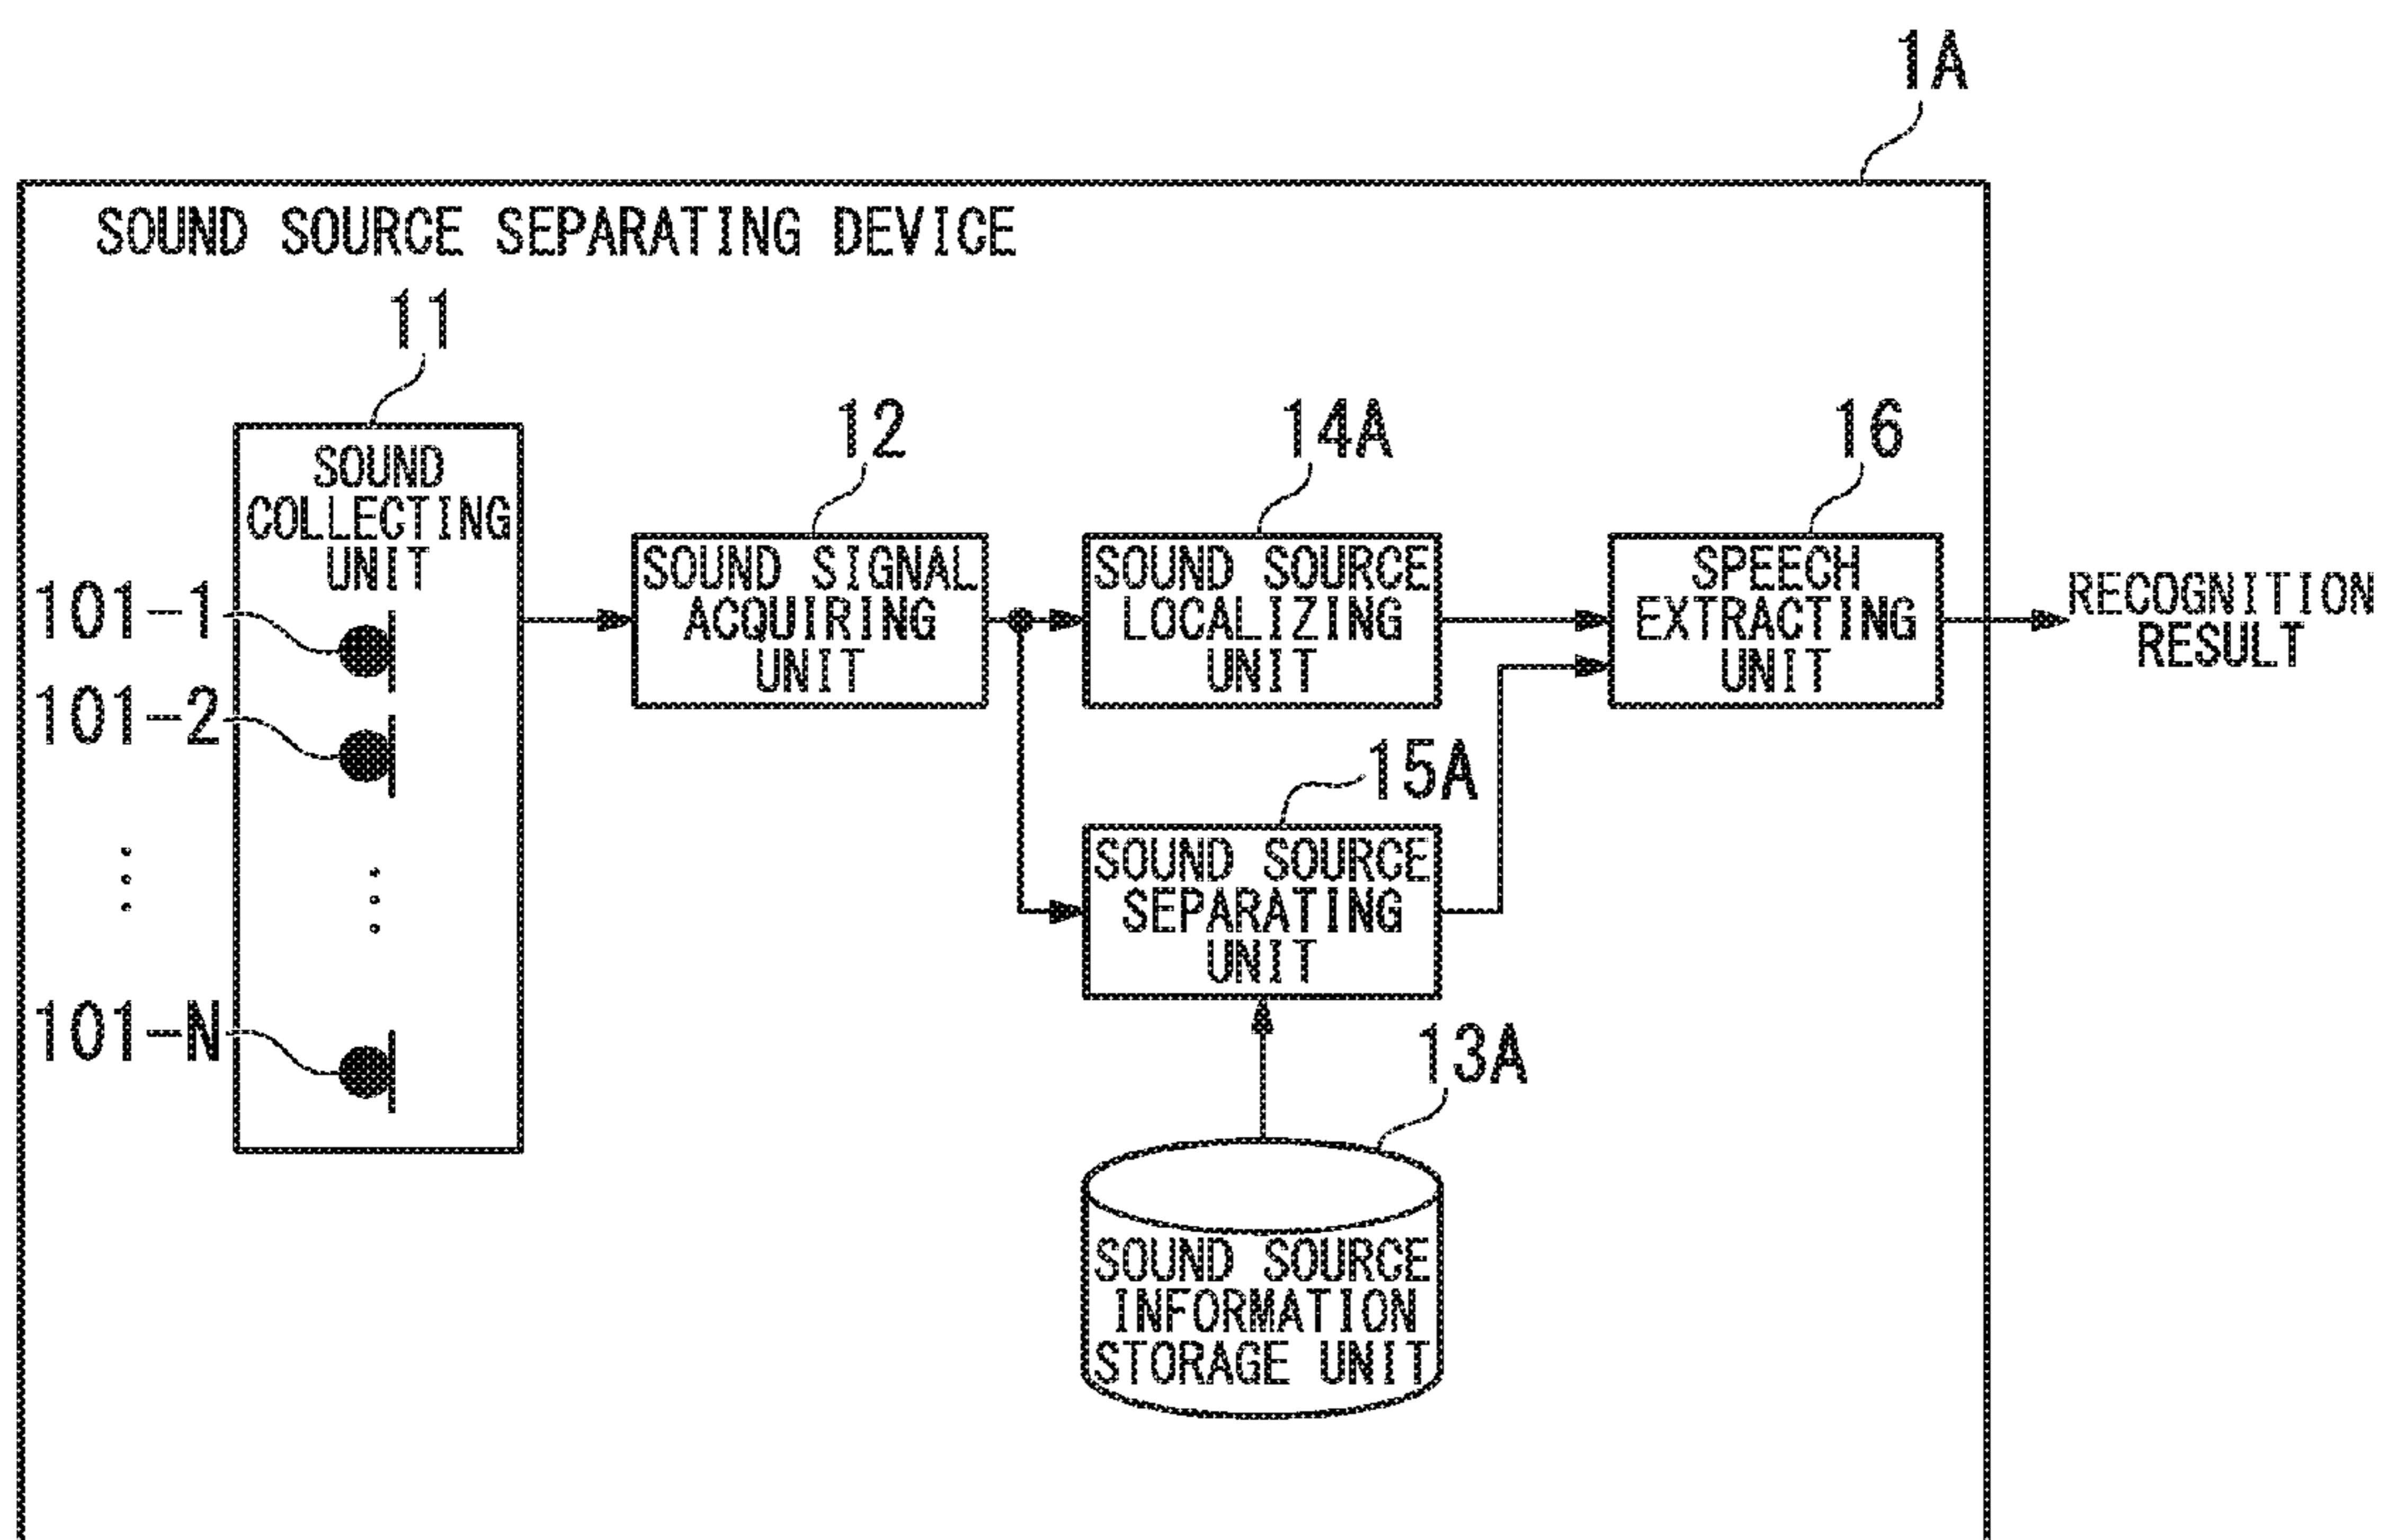 1A
SOUND SOURCE SEPARATING DEVICE
11
SOUND
COLLECTING
UNIT
101-1
101-2
101-N
12
SOUND SIGNAL
ACQUIRING
UNIT
14A
SOUND SOURCE
LOCALIZING
UNIT
16
SPEECH
EXTRACTING
UNIT
RECOGNITION
RESULT
15A
SOUND SOURCE
SEPARATING
UNIT
13A
SOUND SOURCE
INFORMATION
STORAGE UNIT